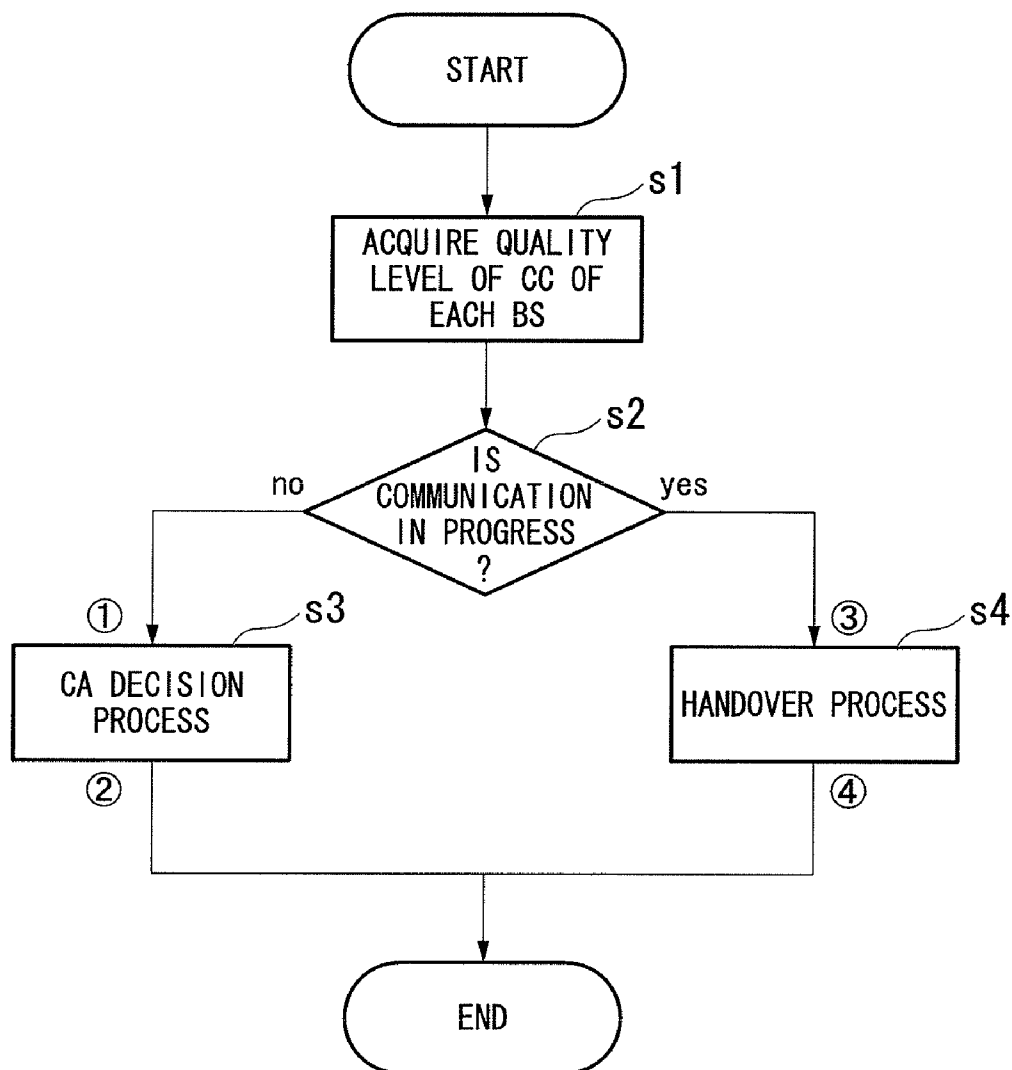 START
s1
ACQUIRE QUALITY
LEVEL OF CC OF
EACH BS
s2
IS
COMMUNICATION
IN PROGRESS
?
no
yes
①
s3
CA DECISION
PROCESS
②
③
s4
HANDOVER PROCESS
④
END